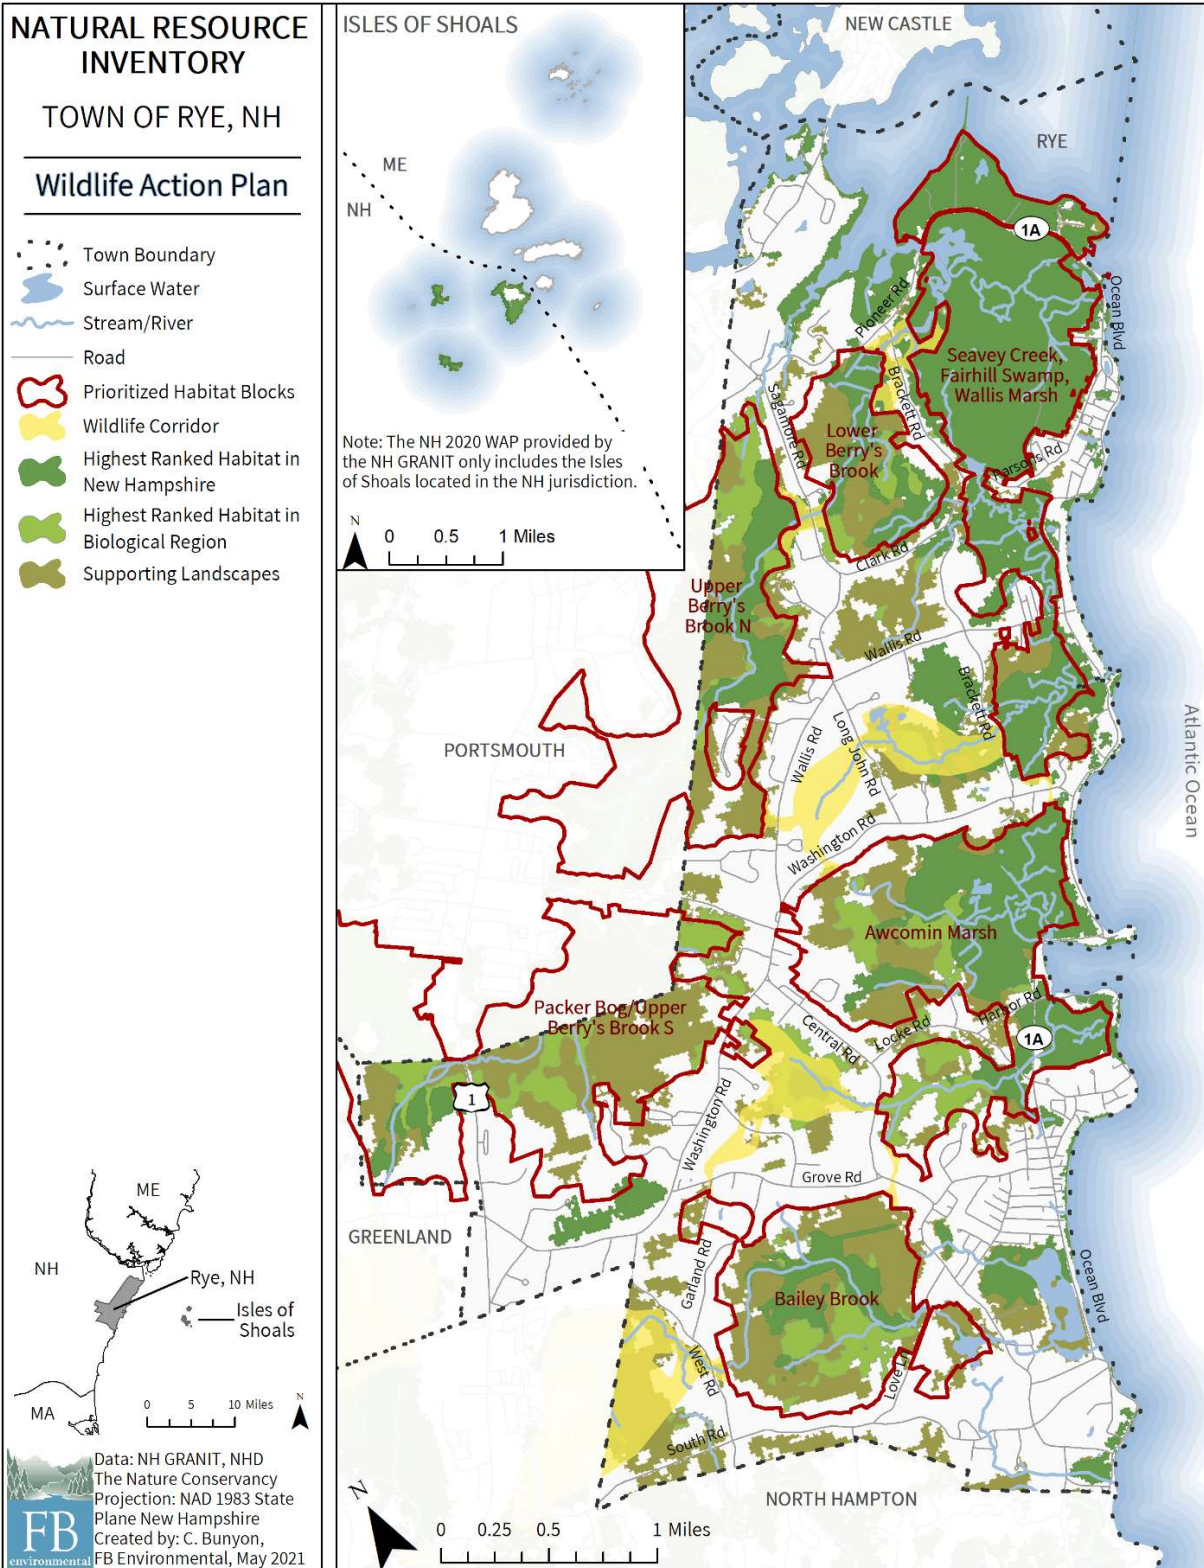 NATURAL RESOURCE
INVENTORY
TOWN OF RYE, NH
Wildlife Action Plan
Town Boundary
Surface Water
Stream/River
Road
Prioritized Habitat Blocks
Wildlife Corridor
Highest Ranked Habitat in
New Hampshire
Highest Ranked Habitat in
Biological Region
Supporting Landscapes
ME
NH
Rye, NH
Isles of
Shoals
MA
0 5 10 Miles
N
FB
environmental
Data: NH GRANIT, NHD
The Nature Conservancy
Projection: NAD 1983 State
Plane New Hampshire
Created by: C. Bunyon,
FB Environmental, May 2021
ISLES OF SHOALS
ME
NH
Note: The NH 2020 WAP provided by
the NH GRANIT only includes the Isles
of Shoals located in the NH jurisdiction.
N
0 0.5 1 Miles
NEW CASTLE
RYE
1A
Ocean Blvd
Pioneer Rd
Seavey Creek,
Fairhill Swamp,
Wallis Marsh
Sagamore Rd
Brackett Rd
Lower
Berry's
Brook
Parsons Rd
Clark Rd
Upper
Berry's
Brook N
Wallis Rd
Brackett Rd
PORTSMOUTH
Wallis Rd
Long John Rd
Atlantic Ocean
Washington Rd
Awcomin Marsh
Packer Bog/Upper
Berry's Brook S
Central Rd
Locke Rd
Harbor Rd
1A
1
Washington Rd
Grove Rd
GREENLAND
Garland Rd
Bailey Brook
Ocean Blvd
West Rd
Love Ln
South Rd
NORTH HAMPTON
N
0 0.25 0.5 1 Miles